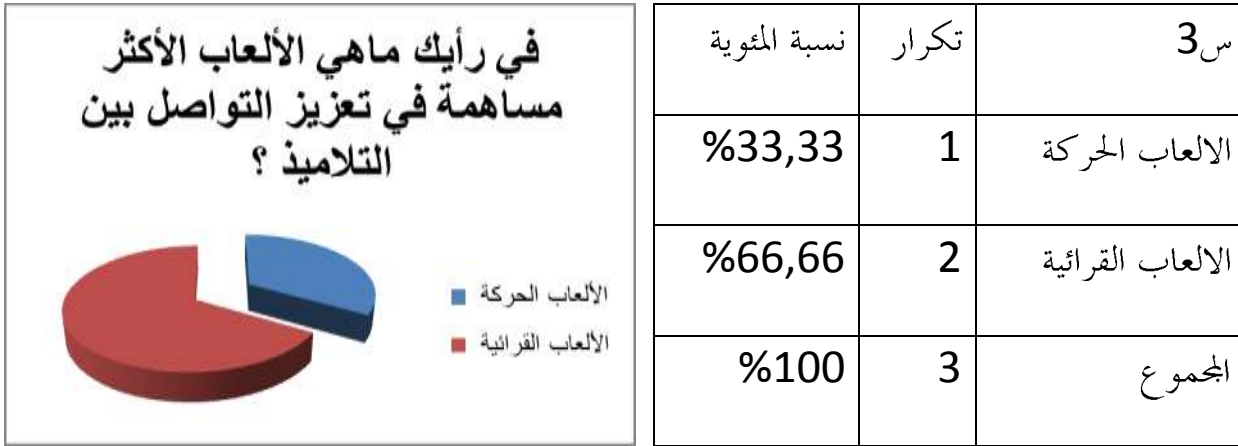 في رأيك ماهي الألعاب الأكثر
مساهمة في تعزيز التواصل بين
التلاميذ ؟
الألعاب الحركة
الألعاب القرائية
س3 تكرار نسبة المئوية
الالعاب الحركة 1 %33,33
الالعاب القرائية 2 %66,66
المجموع 3 %100